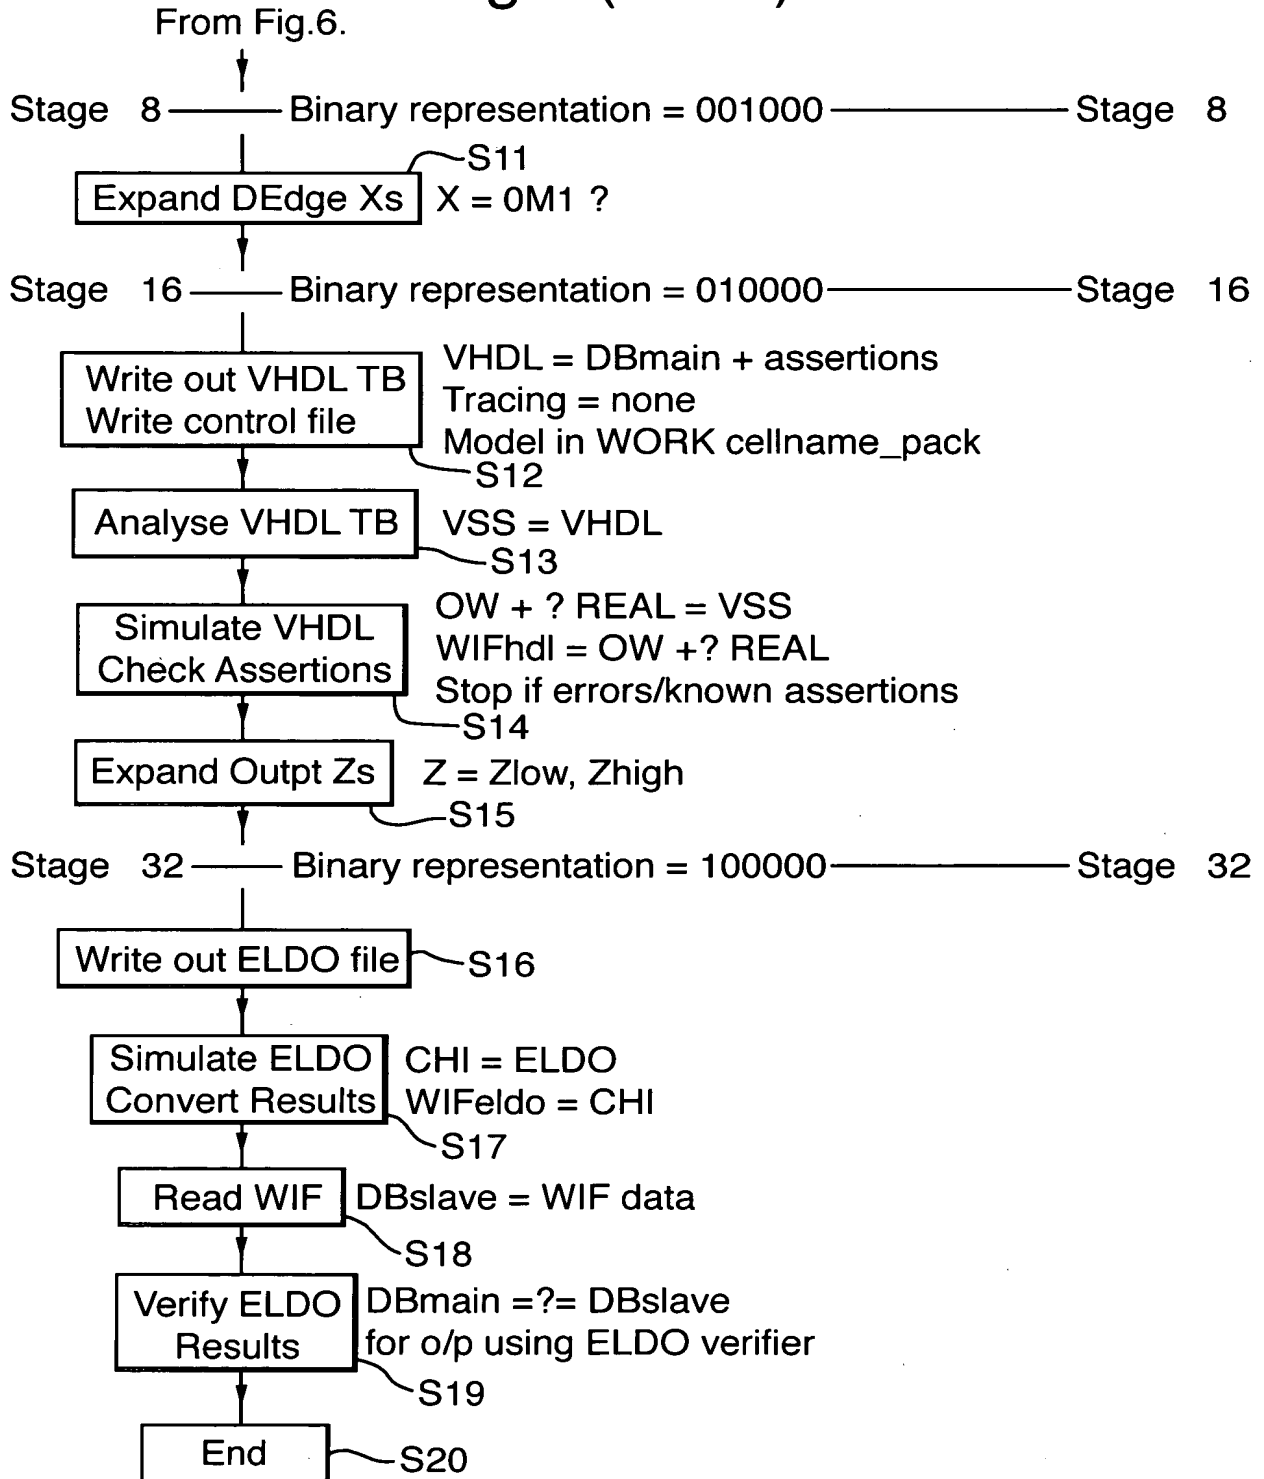 From Fig.6.
Stage 8 Binary representation = 001000 Stage 8
S11
Expand DEdge Xs X = 0M1 ?
Stage 16 Binary representation = 010000 Stage 16
Write out VHDL TB
Write control file
VHDL = DBmain + assertions
Tracing = none
Model in WORK cellname_pack
S12
Analyse VHDL TB VSS = VHDL
S13
Simulate VHDL
Check Assertions
OW + ? REAL = VSS
WIFhdl = OW +? REAL
Stop if errors/known assertions
S14
Expand Outpt Zs Z = Zlow, Zhigh
S15
Stage 32 Binary representation = 100000 Stage 32
Write out ELDO file S16
Simulate ELDO
Convert Results
CHI = ELDO
WIFeldo = CHI
S17
Read WIF DBslave = WIF data
S18
Verify ELDO
Results
DBmain =?= DBslave
for o/p using ELDO verifier
S19
End S20